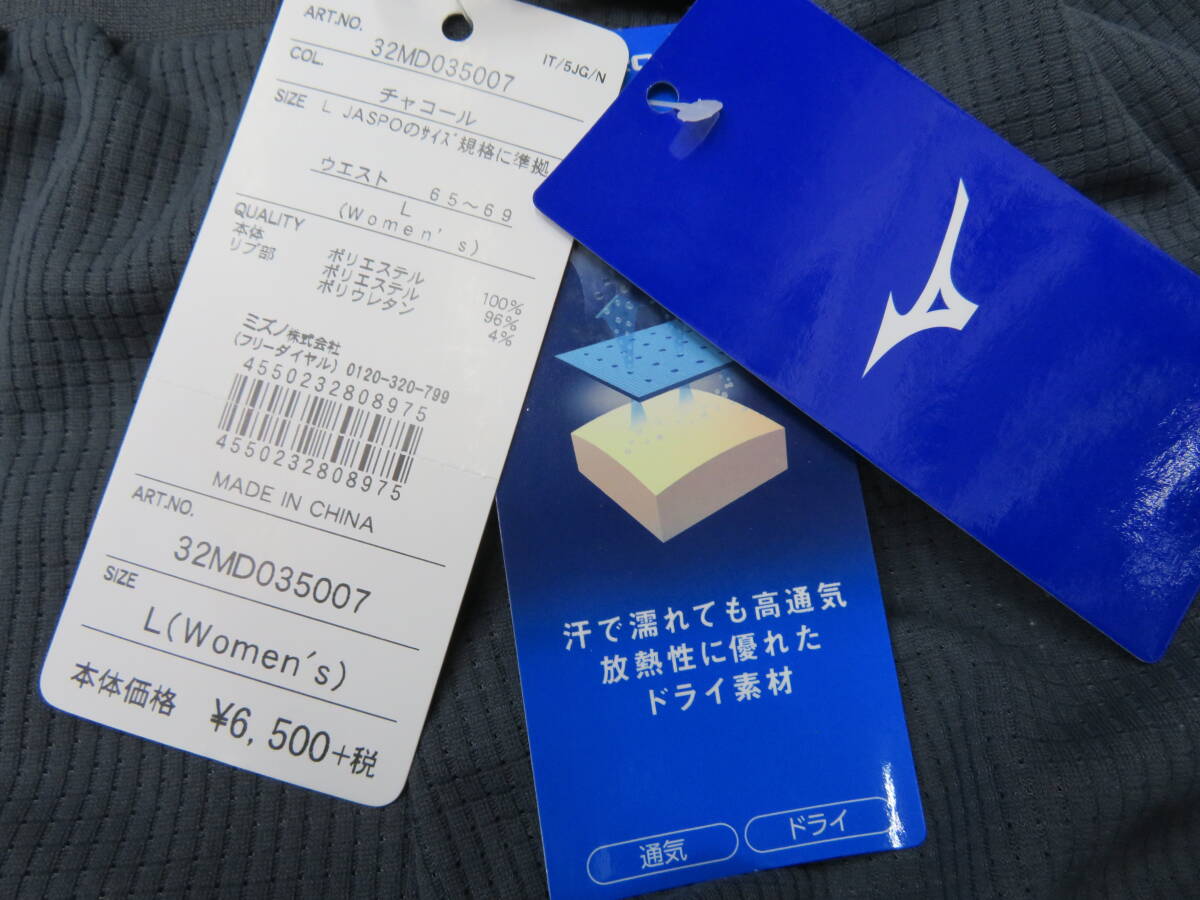 ART.NO. 32MD035007 IT/5JG/N
COL. チャコール
SIZE L JASPOのｻｲｽﾞ規格に準拠
ウエスト 65～69
L
(Women's)
QUALITY
本体 ポリエステル 100%
リブ部 ポリエステル 96%
ポリウレタン 4%
ミズノ株式会社
(フリーダイヤル) 0120-320-799
4550232808975
4550232808975
MADE IN CHINA
ART.NO.
32MD035007
SIZE
L(Women's)
本体価格 ¥6,500+税
汗で濡れても高通気
放熱性に優れた
ドライ素材
通気 ドライ